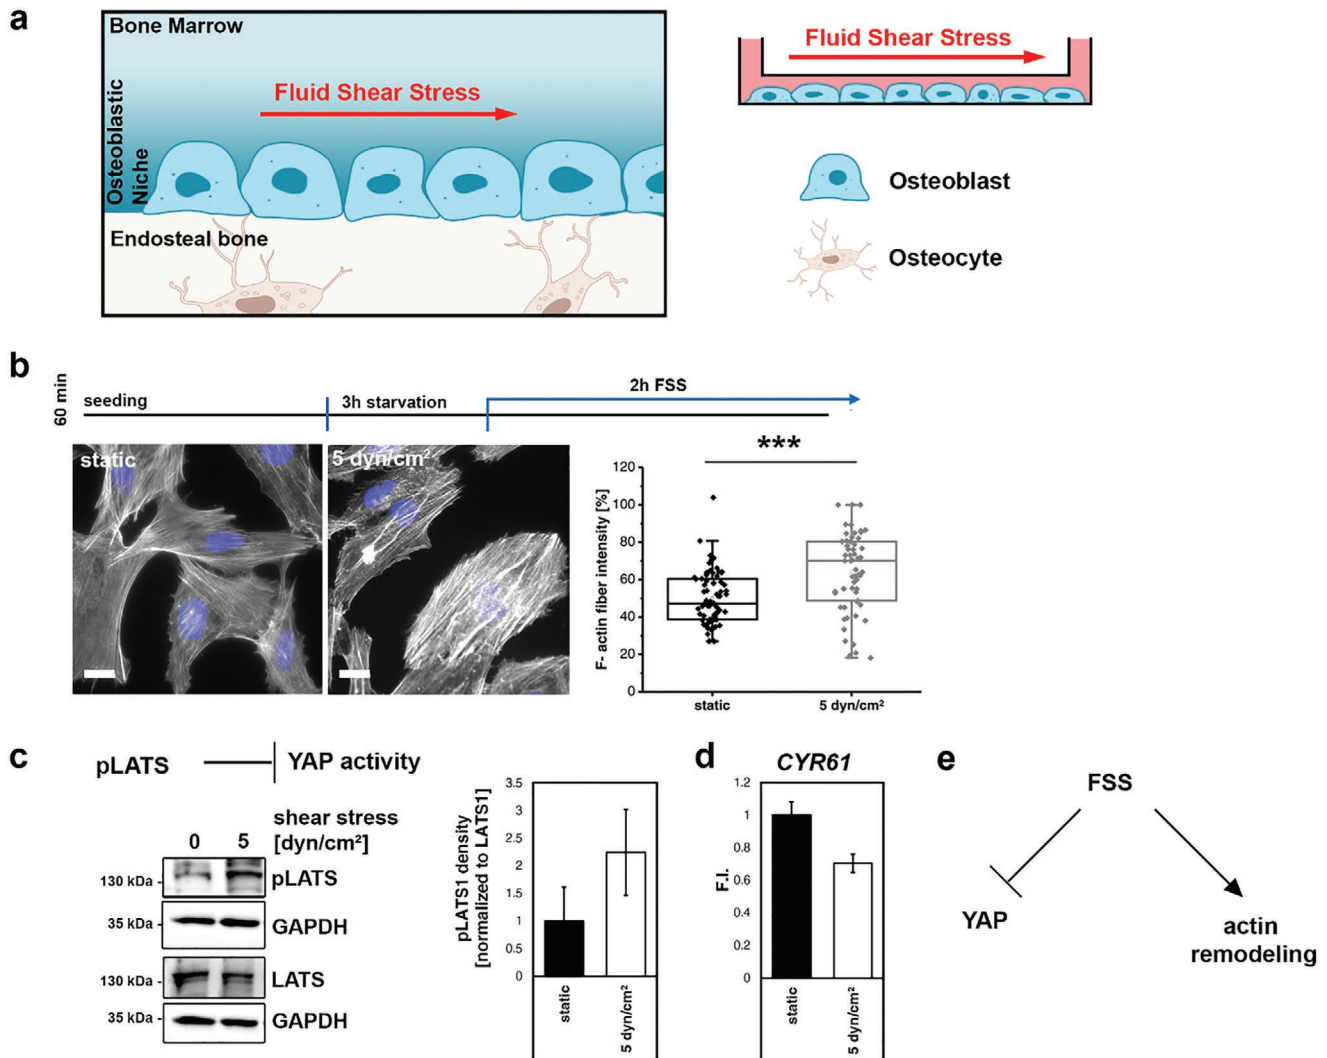 a
Bone Marrow
Fluid Shear Stress
Osteoblastic
Niche
Endosteal bone
Fluid Shear Stress
Osteoblast
Osteocyte
b
60 min
seeding
3h starvation
2h FSS
static
5 dyn/cm²
***
F- actin fiber intensity [%]
120
100
80
60
40
20
0
static
5 dyn/cm²
c
pLATS
YAP activity
shear stress
[dyn/cm²]
0 5
130 kDa
pLATS
35 kDa
GAPDH
130 kDa
LATS
35 kDa
GAPDH
pLATS1 density
[normalized to LATS1]
3.5
3
2.5
2
1.5
1
0.5
0
static
5 dyn/cm²
d
CYR61
F.I.
1.2
1
0.8
0.6
0.4
0.2
0
static
5 dyn/cm²
e
FSS
YAP
actin
remodeling